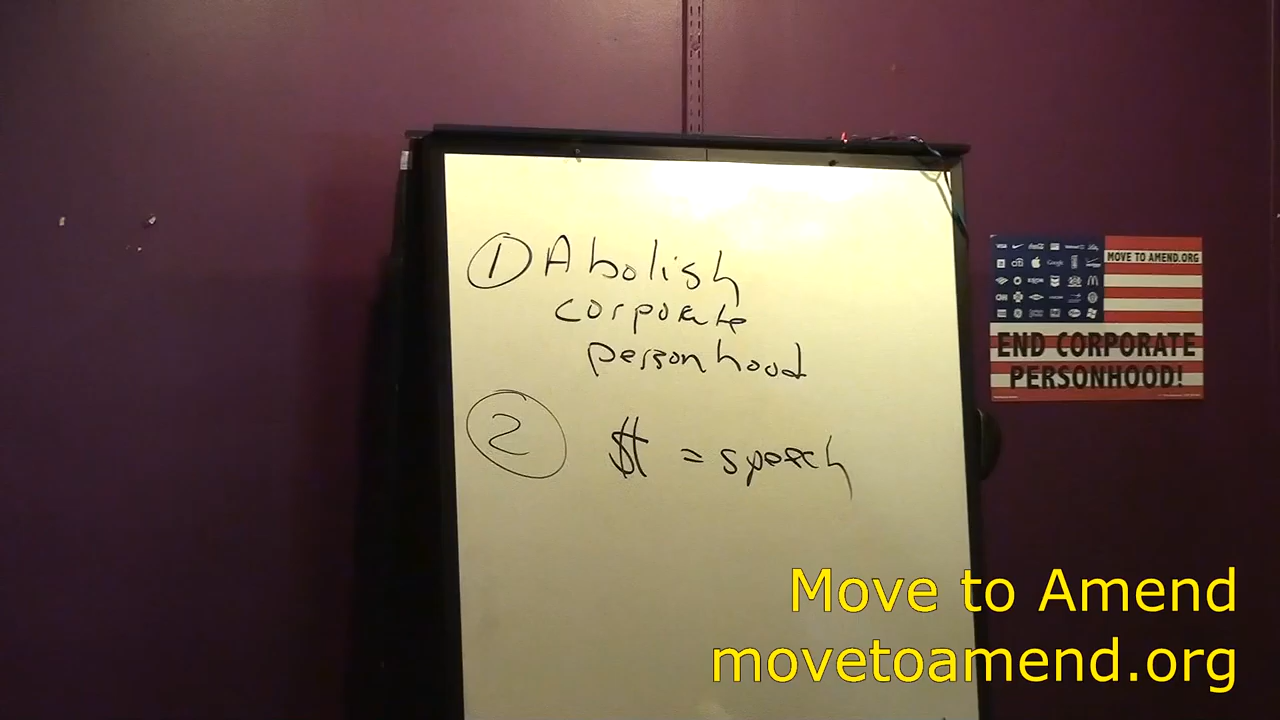 ① Abolish
corporate
personhood
② $ = speech
MOVE TO AMEND.ORG
END CORPORATE
PERSONHOOD!
Move to Amend
movetoamend.org